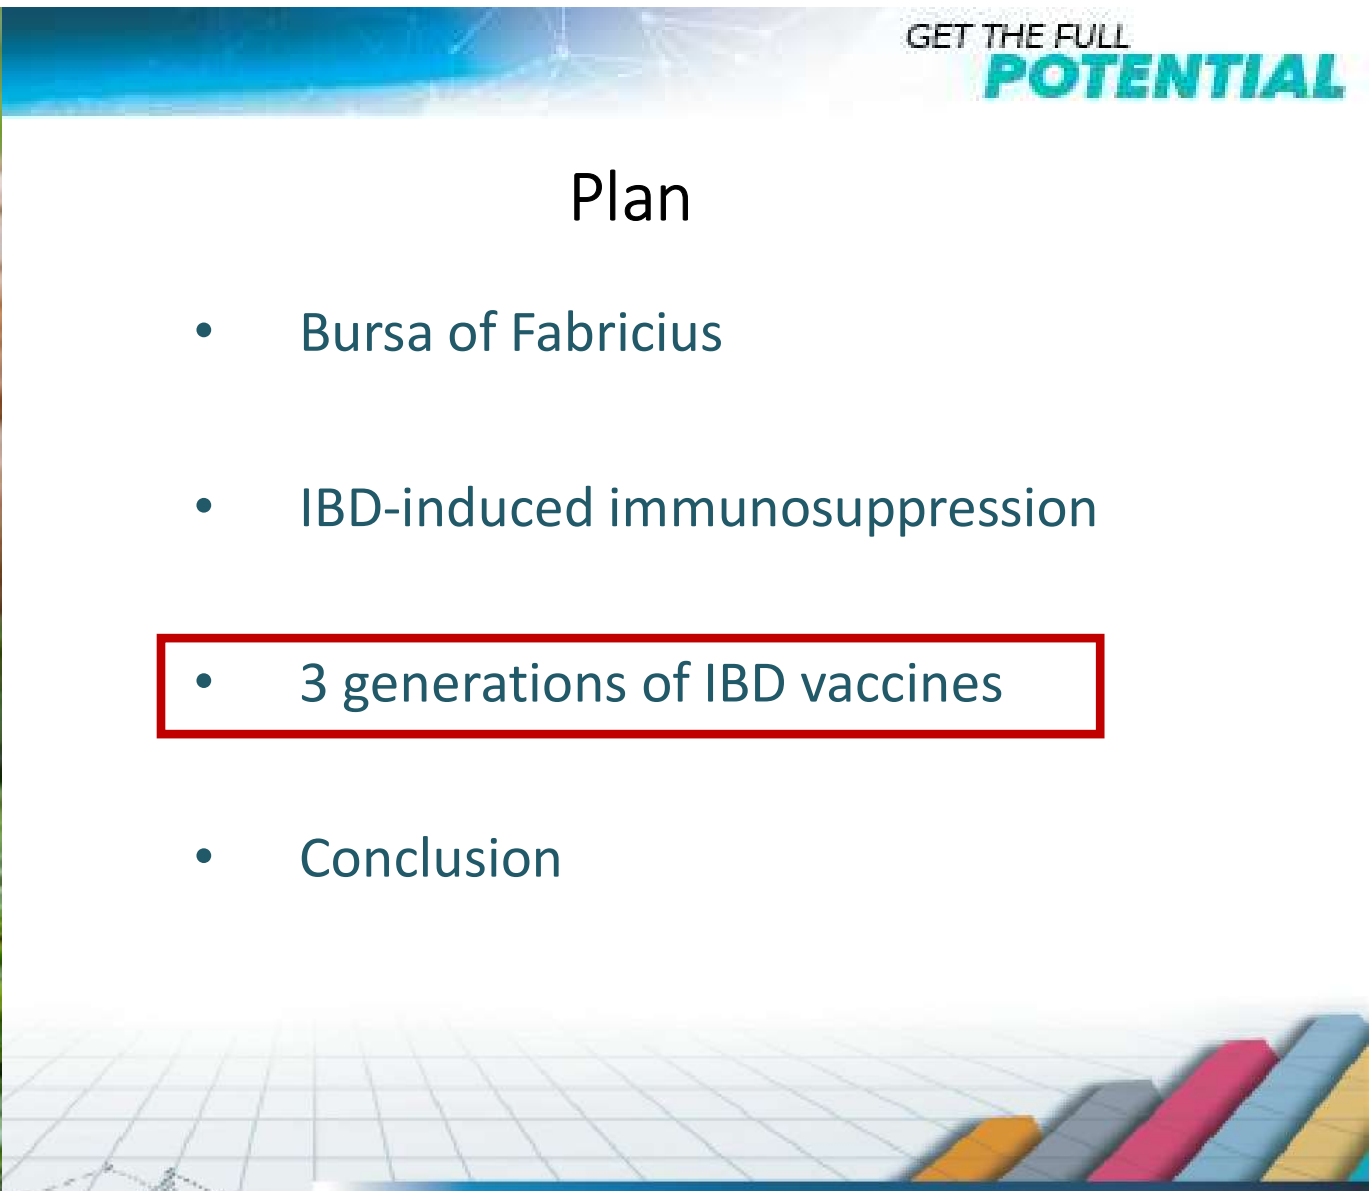 GET THE FULL
POTENTIAL
Plan
• Bursa of Fabricius
• IBD-induced immunosuppression
• 3 generations of IBD vaccines
• Conclusion